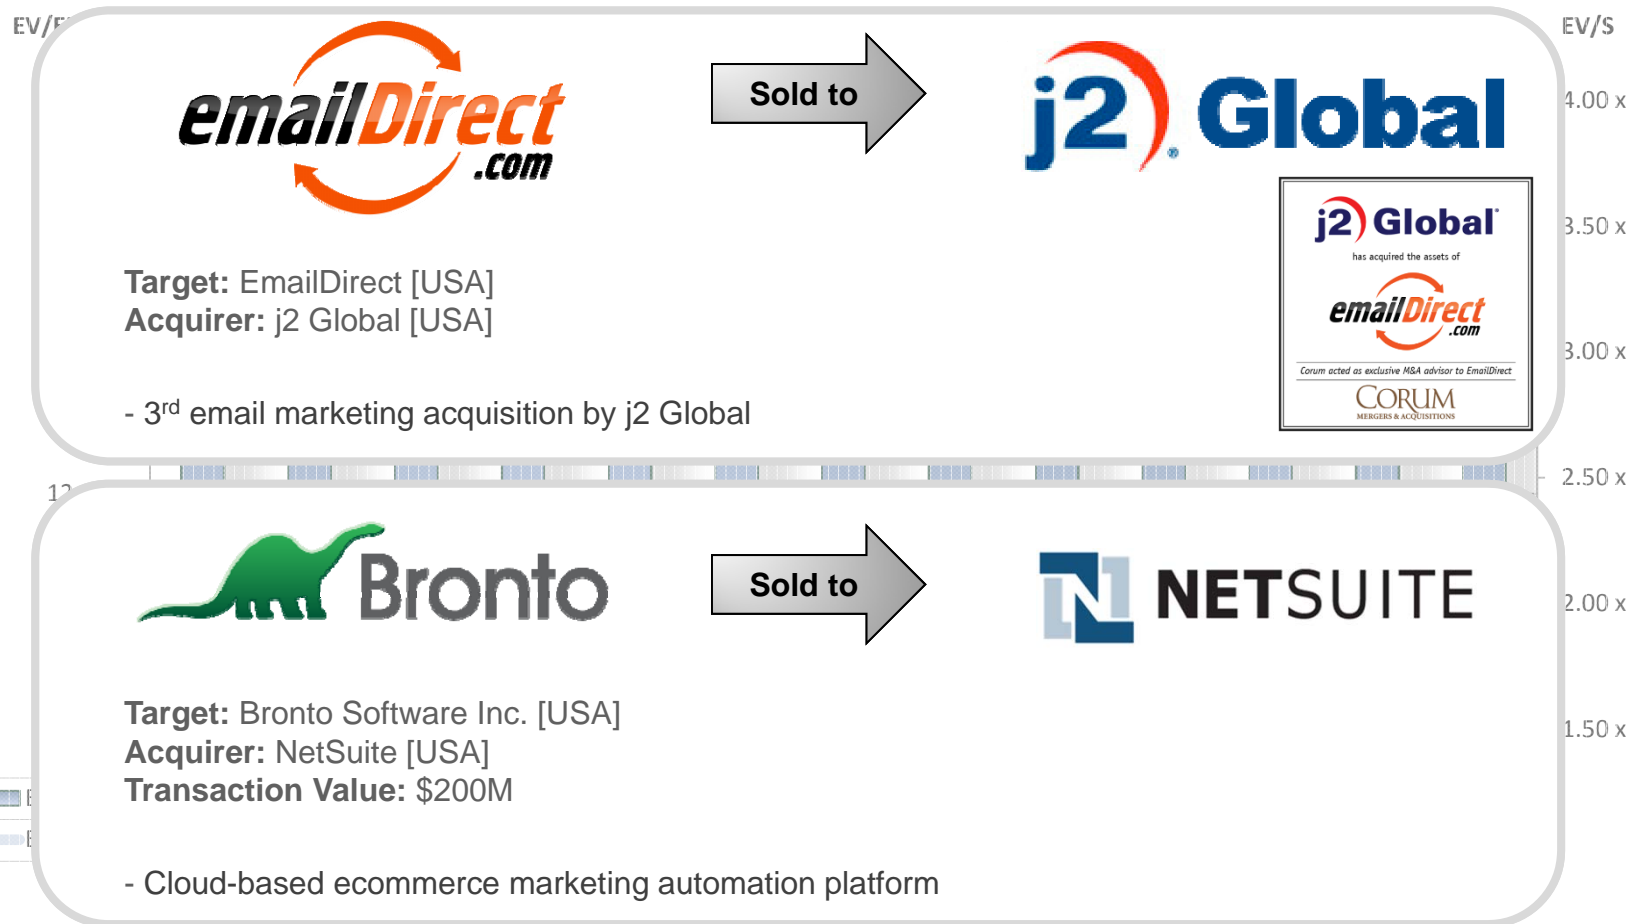 EV/S
4.00 x
3.50 x
3.00 x
2.50 x
2.00 x
1.50 x
emailDirect
.com
Sold to
j2 Global
Target: EmailDirect [USA]
Acquirer: j2 Global [USA]
- 3rd email marketing acquisition by j2 Global
j2 Global
has acquired the assets of
emailDirect
.com
Corum acted as exclusive M&A advisor to EmailDirect
CORUM
MERGERS & ACQUISITIONS
Bronto
Sold to
NETSUITE
Target: Bronto Software Inc. [USA]
Acquirer: NetSuite [USA]
Transaction Value: $200M
- Cloud-based ecommerce marketing automation platform